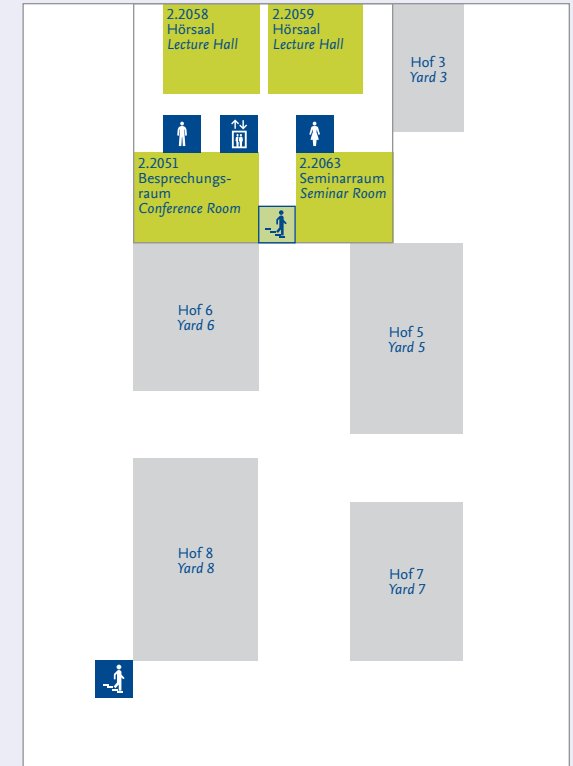 2.2058
Hörsaal
Lecture Hall
2.2059
Hörsaal
Lecture Hall
Hof 3
Yard 3
2.2051
Besprechungs-
raum
Conference Room
2.2063
Seminarraum
Seminar Room
Hof 6
Yard 6
Hof 5
Yard 5
Hof 8
Yard 8
Hof 7
Yard 7